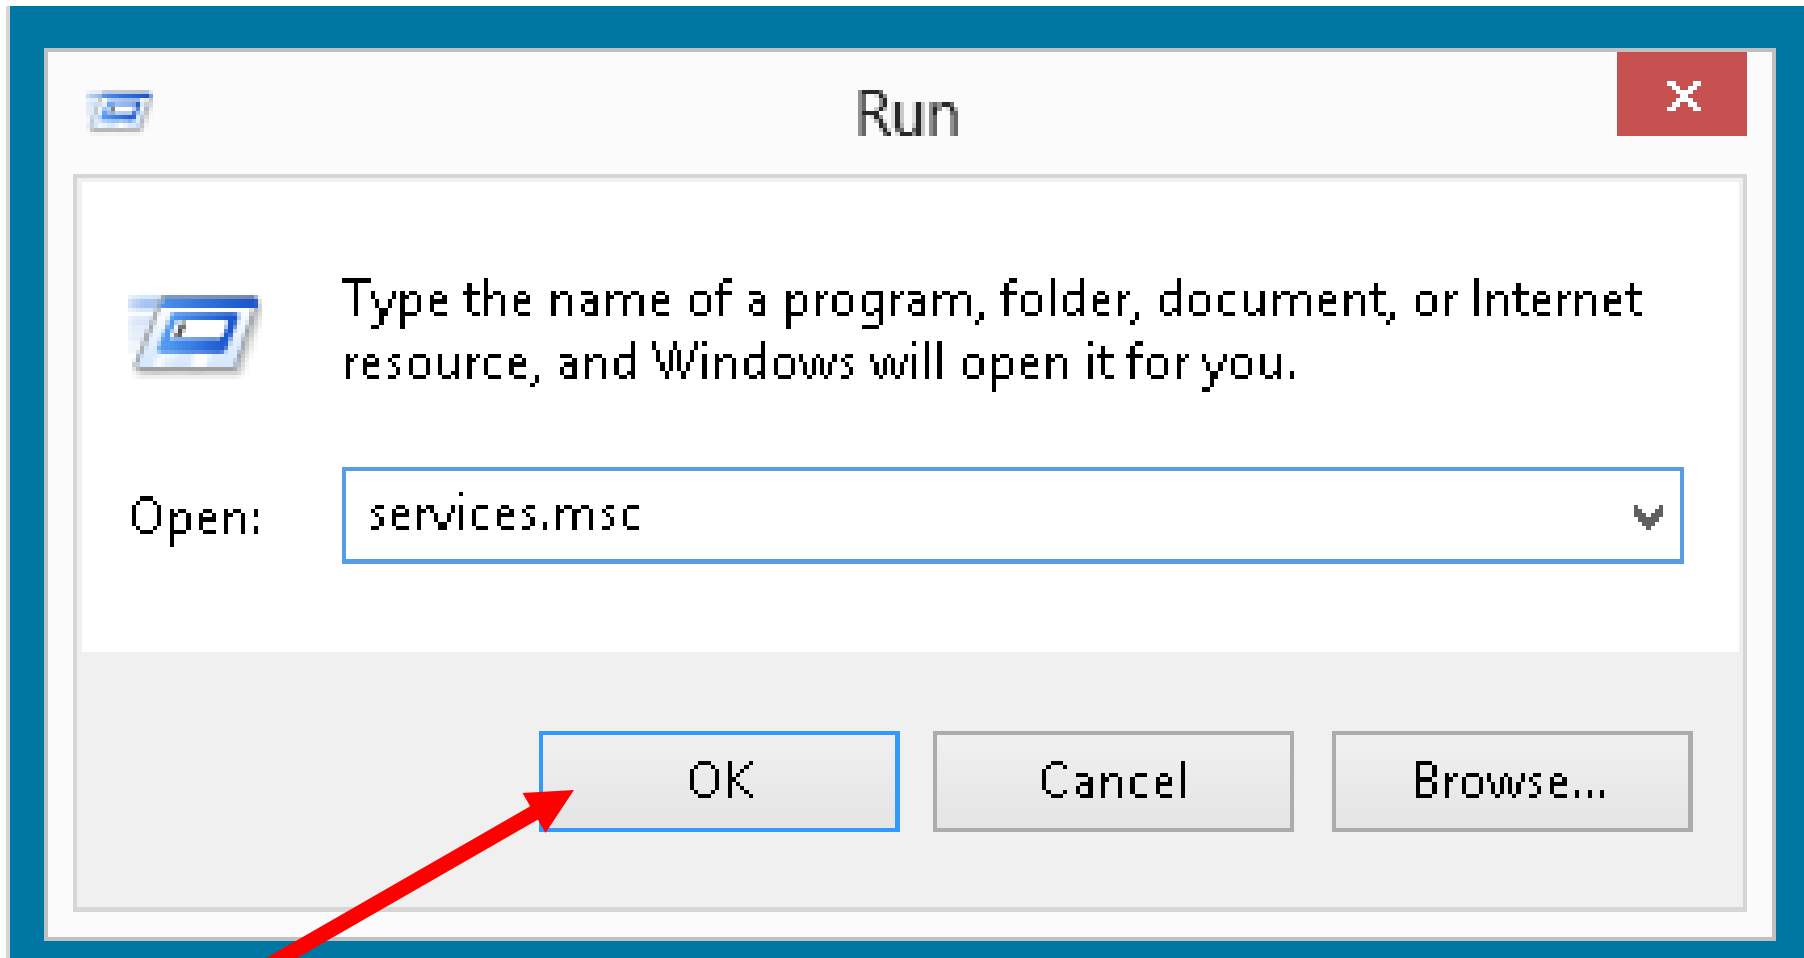 Run
Type the name of a program, folder, document, or Internet
resource, and Windows will open it for you.
Open: services.msc
OK Cancel Browse...